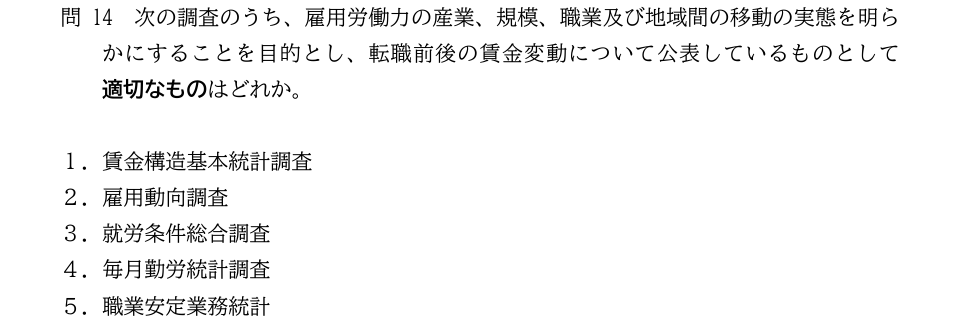 問 14 次の調査のうち、雇用労働力の産業、規模、職業及び地域間の移動の実態を明ら
かにすることを目的とし、転職前後の賃金変動について公表しているものとして
適切なものはどれか。
1．賃金構造基本統計調査
2．雇用動向調査
3．就労条件総合調査
4．毎月勤労統計調査
5．職業安定業務統計